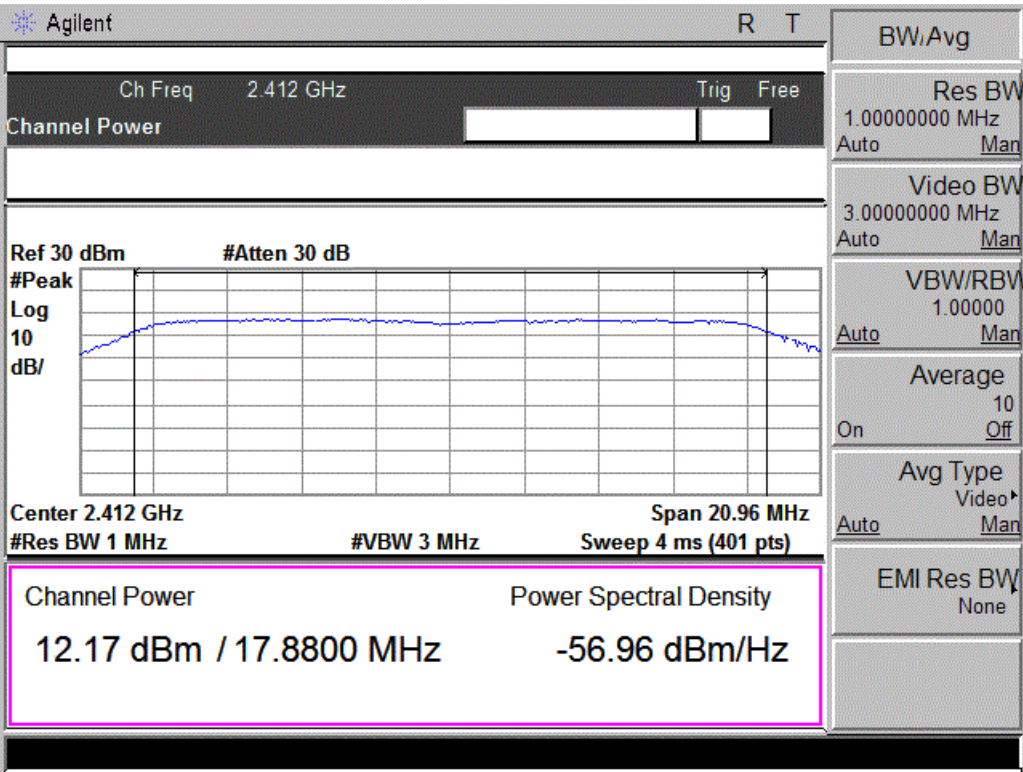 Agilent R T
Ch Freq 2.412 GHz Trig Free
Channel Power
Ref 30 dBm #Atten 30 dB
#Peak
Log
10
dB/
Center 2.412 GHz Span 20.96 MHz
#Res BW 1 MHz #VBW 3 MHz Sweep 4 ms (401 pts)
Channel Power Power Spectral Density
12.17 dBm / 17.8800 MHz -56.96 dBm/Hz
BW/Avg
Res BW
1.00000000 MHz
Auto Man
Video BW
3.00000000 MHz
Auto Man
VBW/RBW
1.00000
Auto Man
Average
10
On Off
Avg Type
Video
Auto Man
EMI Res BW
None